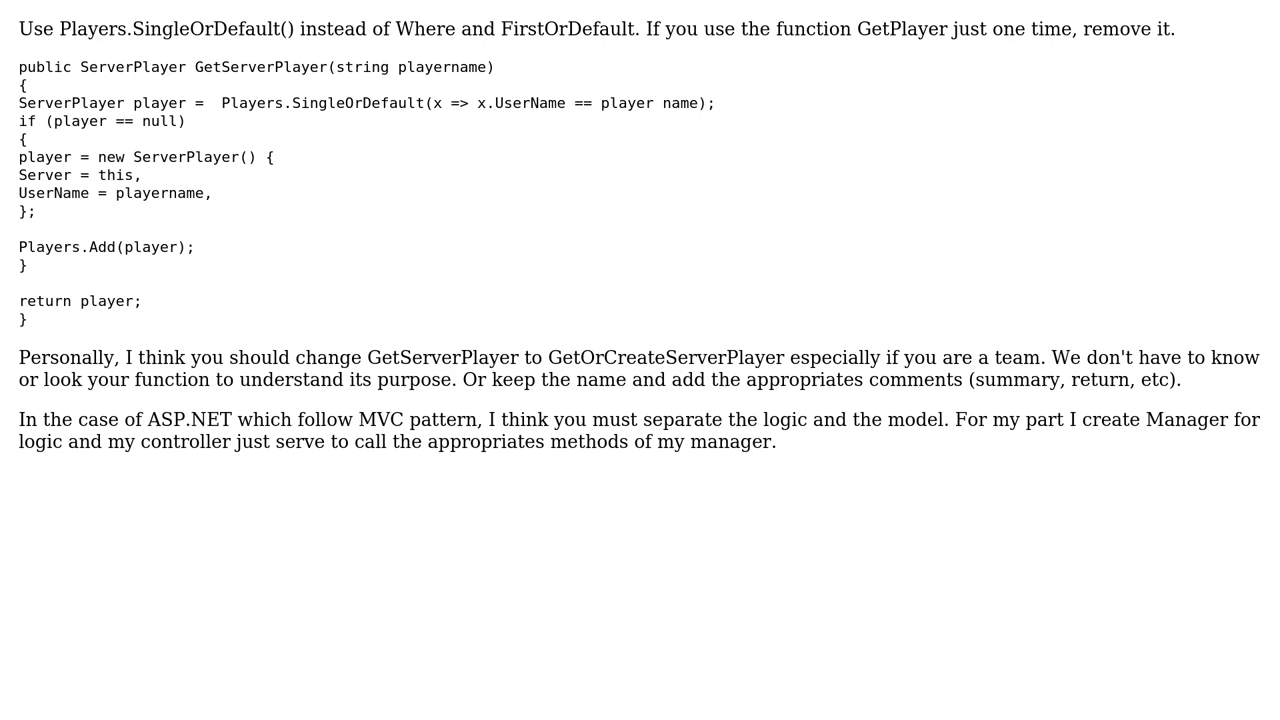 Use Players.SingleOrDefault() instead of Where and FirstOrDefault. If you use the function GetPlayer just one time, remove it.
public ServerPlayer GetServerPlayer(string playername)
{
ServerPlayer player =  Players.SingleOrDefault(x => x.UserName == player name);
if (player == null)
{
player = new ServerPlayer() {
Server = this,
UserName = playername,
};
Players.Add(player);
}
return player;
}
Personally, I think you should change GetServerPlayer to GetOrCreateServerPlayer especially if you are a team. We don't have to know
or look your function to understand its purpose. Or keep the name and add the appropriates comments (summary, return, etc).
In the case of ASP.NET which follow MVC pattern, I think you must separate the logic and the model. For my part I create Manager for
logic and my controller just serve to call the appropriates methods of my manager.